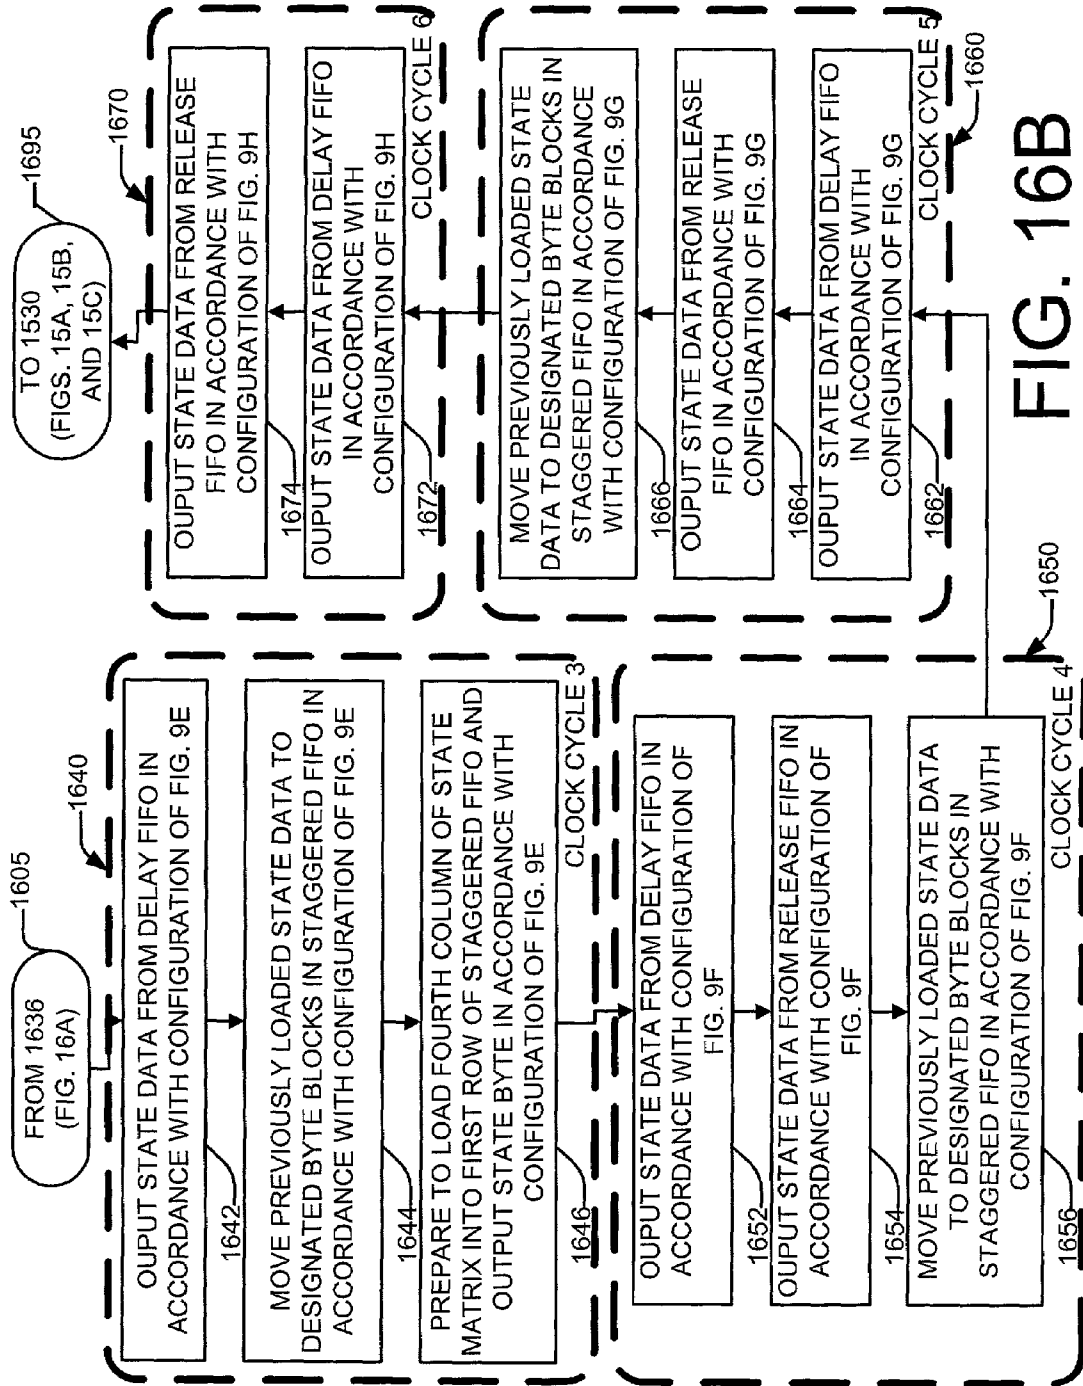 FROM 1636
(FIG. 16A)
1605
1640
OUPUT STATE DATA FROM DELAY FIFO IN
ACCORDANCE WITH CONFIGURATION OF FIG. 9E
1642
MOVE PREVIOUSLY LOADED STATE DATA TO
DESIGNATED BYTE BLOCKS IN STAGGERED FIFO IN
ACCORDANCE WITH CONFIGURATION OF FIG. 9E
1644
PREPARE TO LOAD FOURTH COLUMN OF STATE
MATRIX INTO FIRST ROW OF STAGGERED FIFO AND
OUTPUT STATE BYTE IN ACCORDANCE WITH
CONFIGURATION OF FIG. 9E
1646
CLOCK CYCLE 3
OUPUT STATE DATA FROM DELAY FIFO IN
ACCORDANCE WITH CONFIGURATION OF
FIG. 9F
1652
OUPUT STATE DATA FROM RELEASE FIFO IN
ACCORDANCE WITH CONFIGURATION OF
FIG. 9F
1654
MOVE PREVIOUSLY LOADED STATE DATA
TO DESIGNATED BYTE BLOCKS IN
STAGGERED FIFO IN ACCORDANCE WITH
CONFIGURATION OF FIG. 9F
1656
CLOCK CYCLE 4
1650
TO 1530
(FIGS. 15A, 15B,
AND 15C)
1695
1670
OUPUT STATE DATA FROM RELEASE
FIFO IN ACCORDANCE WITH
CONFIGURATION OF FIG. 9H
1674
OUPUT STATE DATA FROM DELAY FIFO
IN ACCORDANCE WITH
CONFIGURATION OF FIG. 9H
1672
CLOCK CYCLE 6
MOVE PREVIOUSLY LOADED STATE
DATA TO DESIGNATED BYTE BLOCKS IN
STAGGERED FIFO IN ACCORDANCE
WITH CONFIGURATION OF FIG. 9G
1666
OUPUT STATE DATA FROM RELEASE
FIFO IN ACCORDANCE WITH
CONFIGURATION OF FIG. 9G
1664
OUPUT STATE DATA FROM DELAY FIFO
IN ACCORDANCE WITH
CONFIGURATION OF FIG. 9G
1662
CLOCK CYCLE 5
1660
FIG. 16B